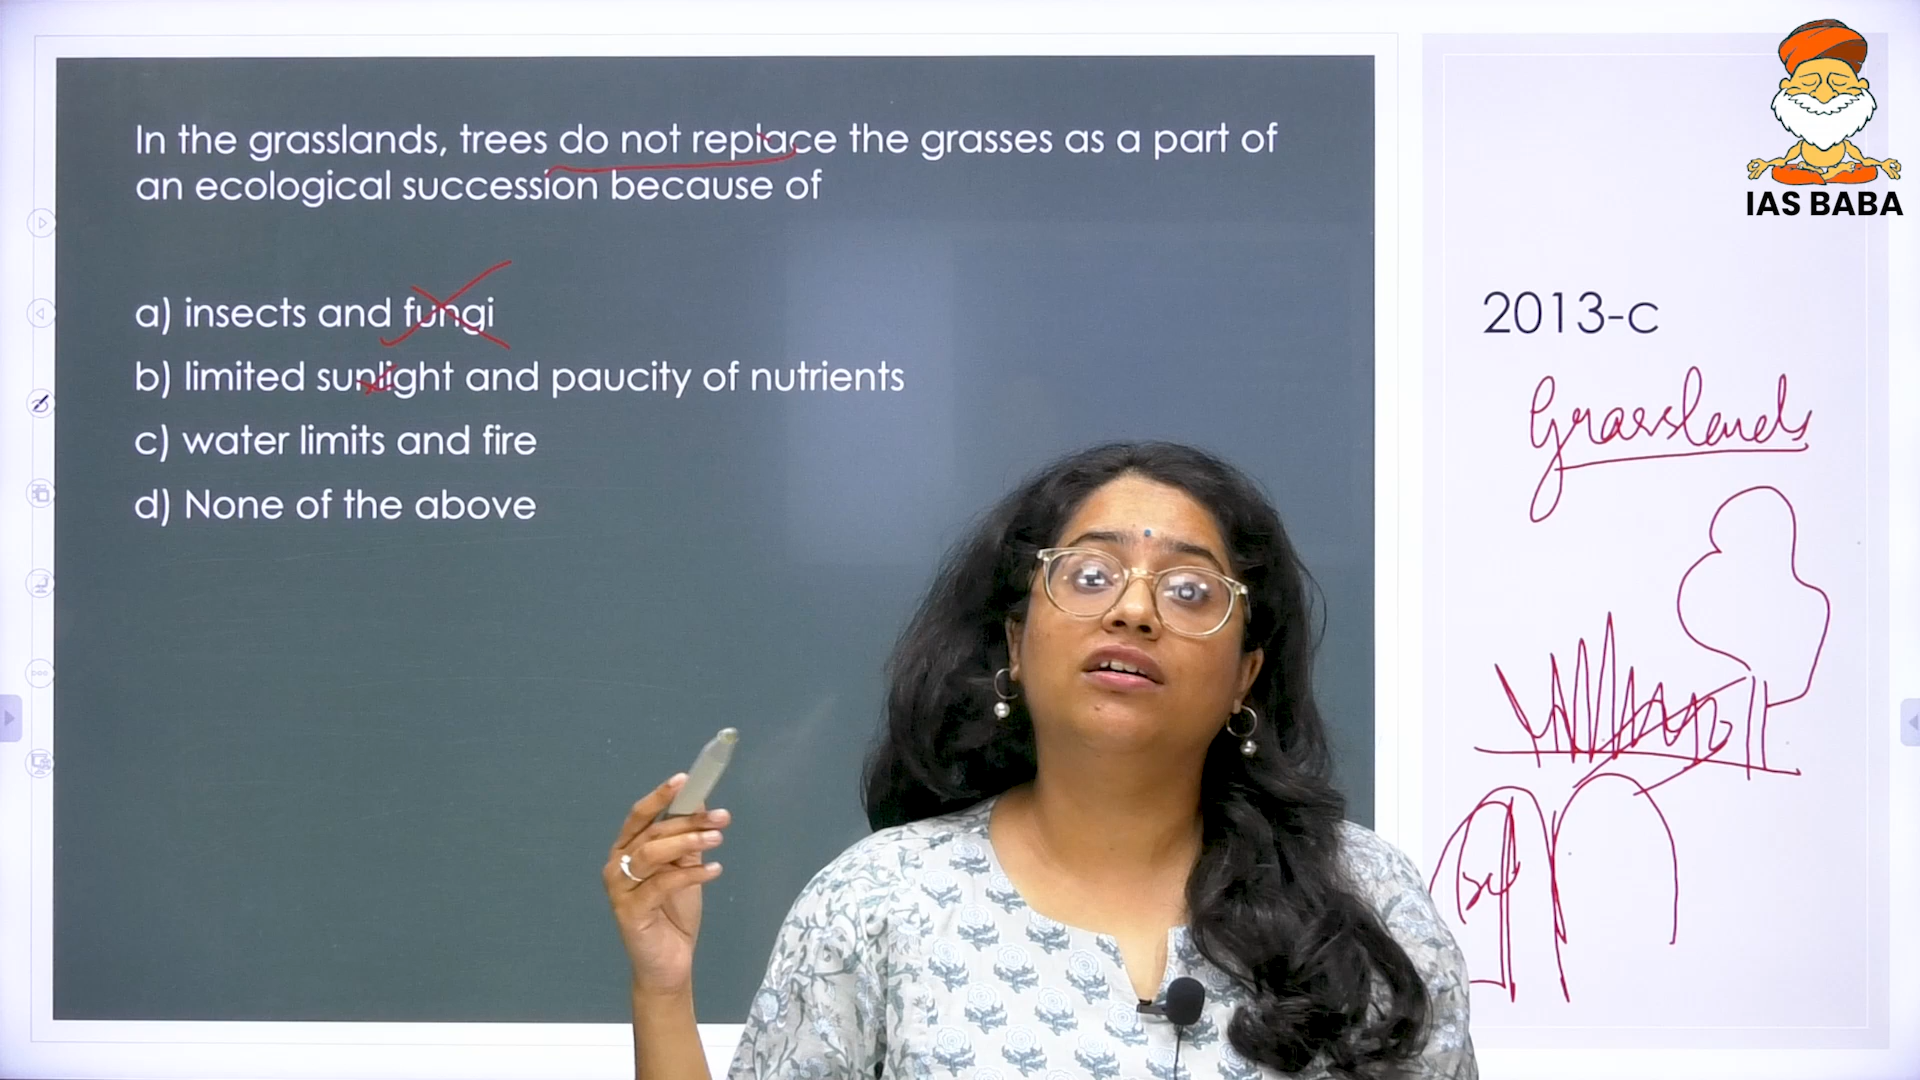 In the grasslands, trees do not replace the grasses as a part of
an ecological succession because of
a) insects and fungi
b) limited sunlight and paucity of nutrients
c) water limits and fire
d) None of the above
IAS BABA
2013-c
Grasslands